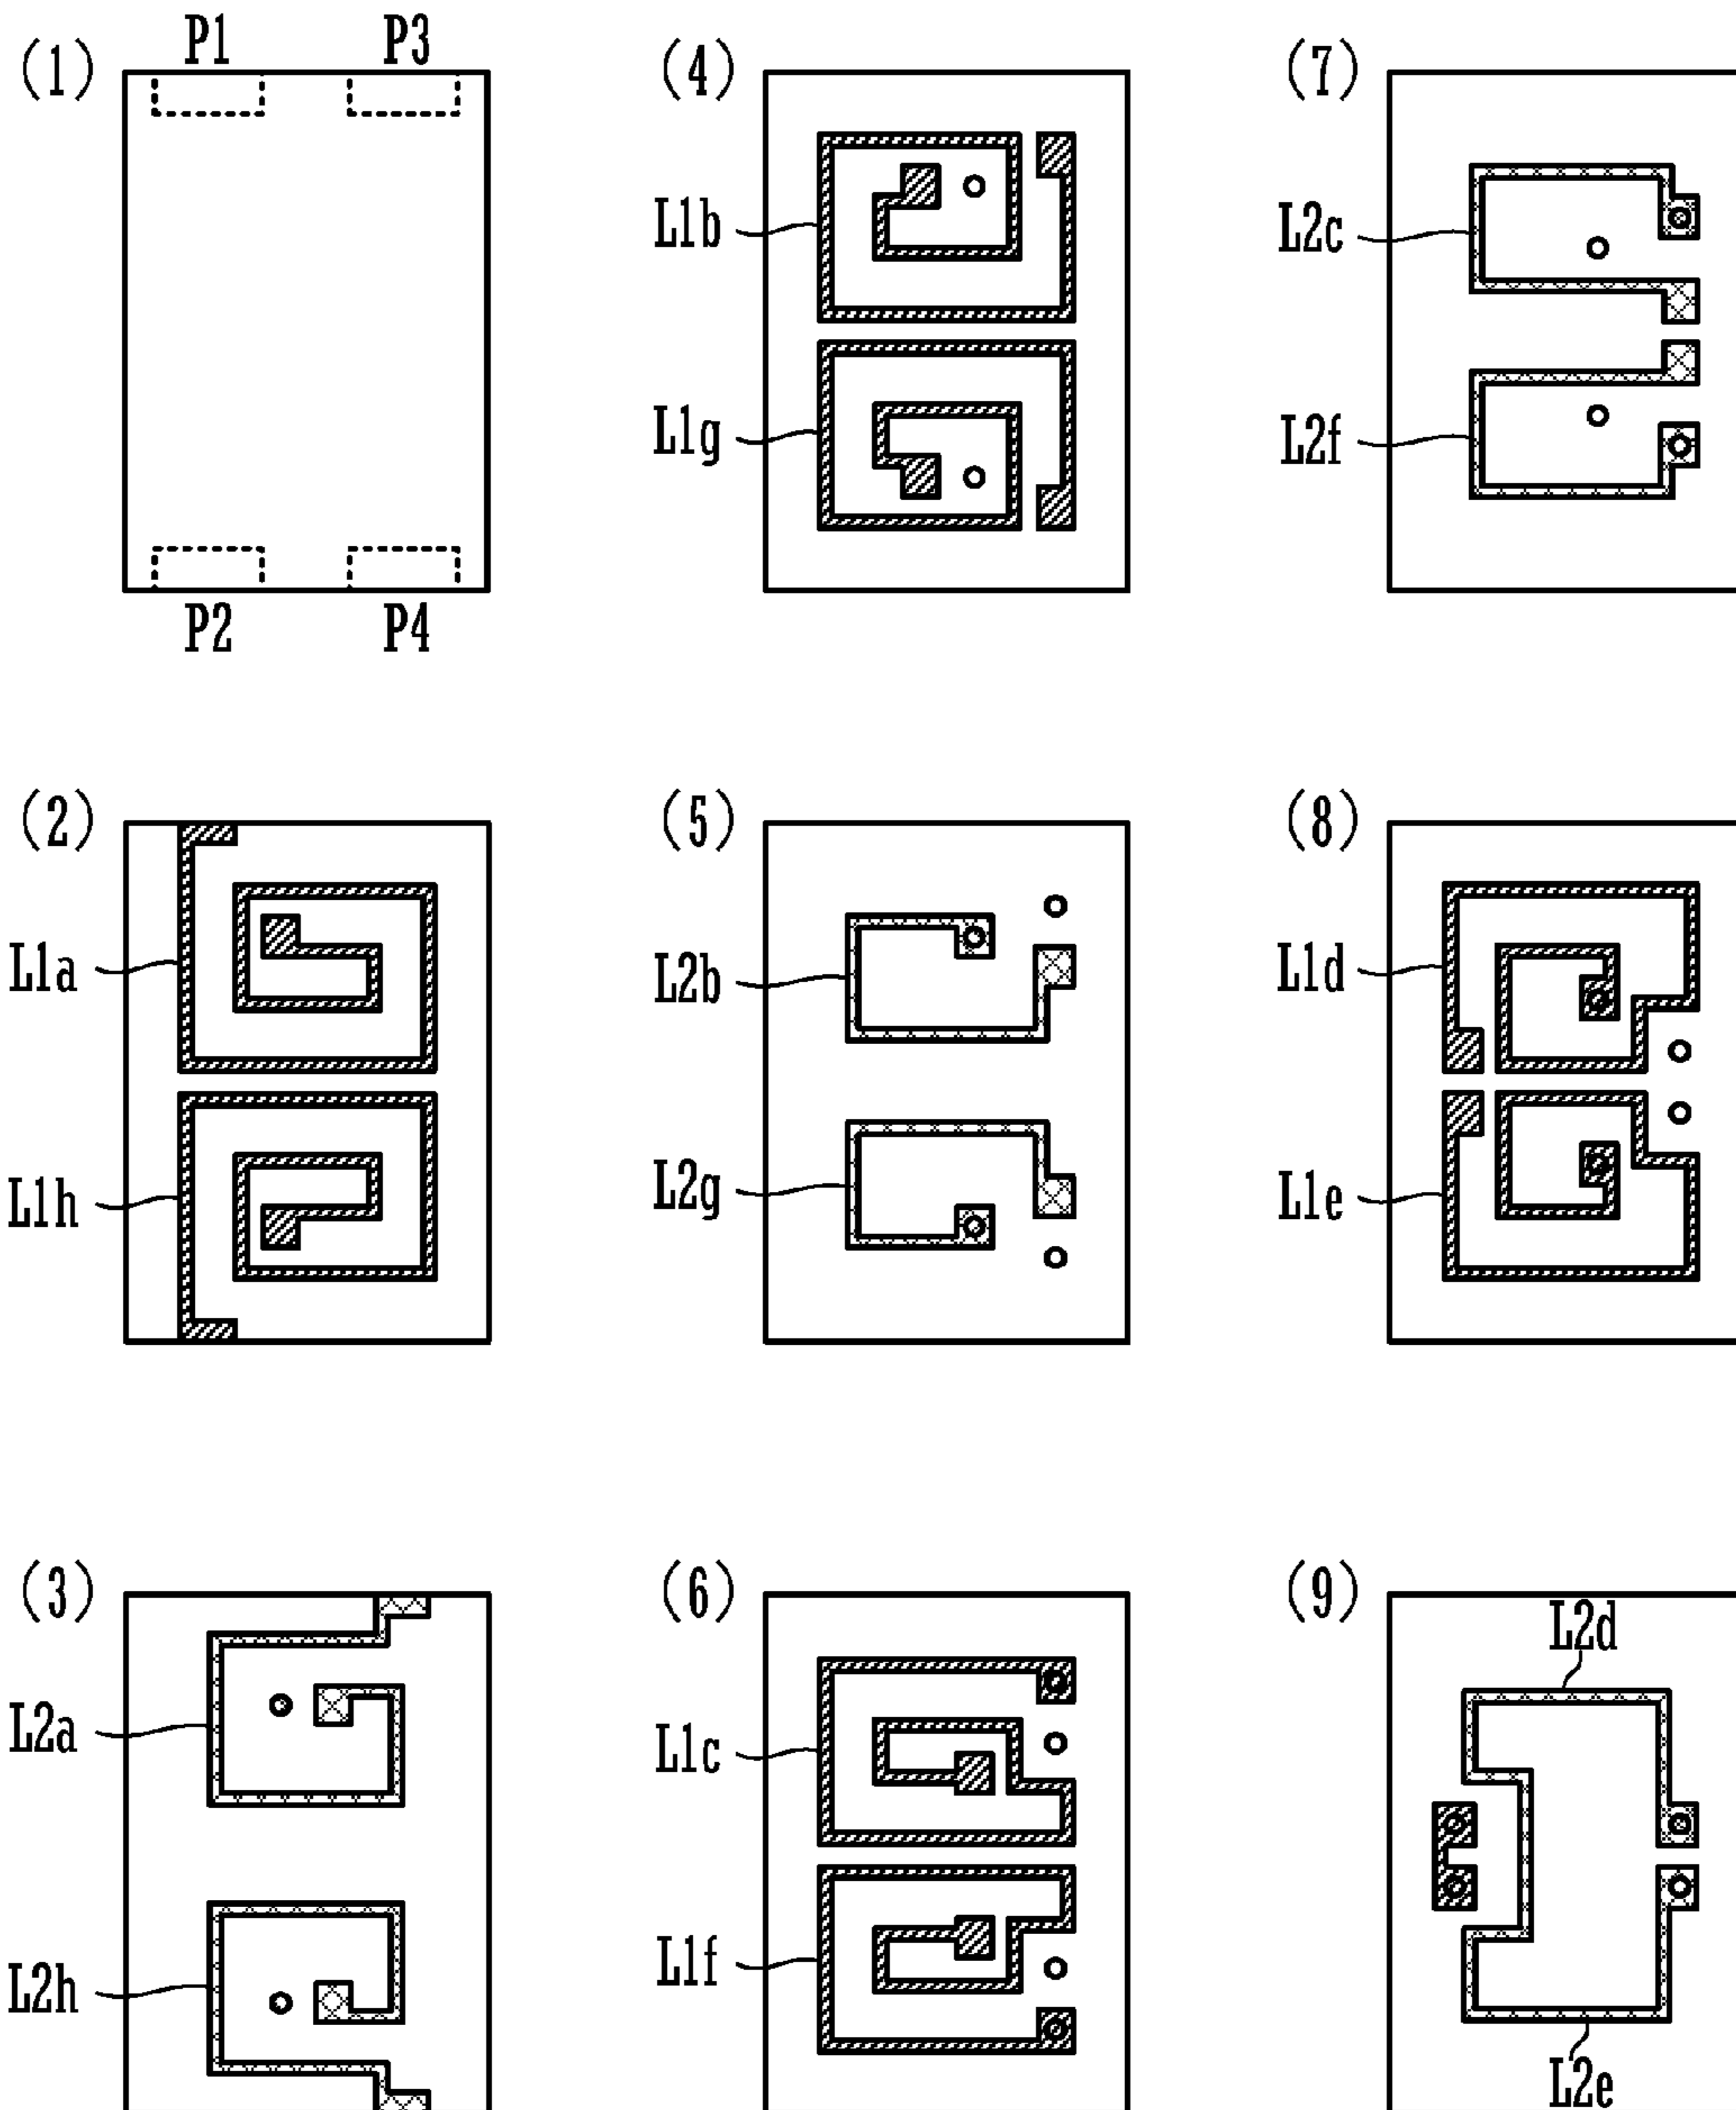 (1)
P1 P3
P2 P4
(2)
L1a
L1h
(3)
L2a
L2h
(4)
L1b
L1g
(5)
L2b
L2g
(6)
L1c
L1f
(7)
L2c
L2f
(8)
L1d
L1e
(9)
L2d
L2e